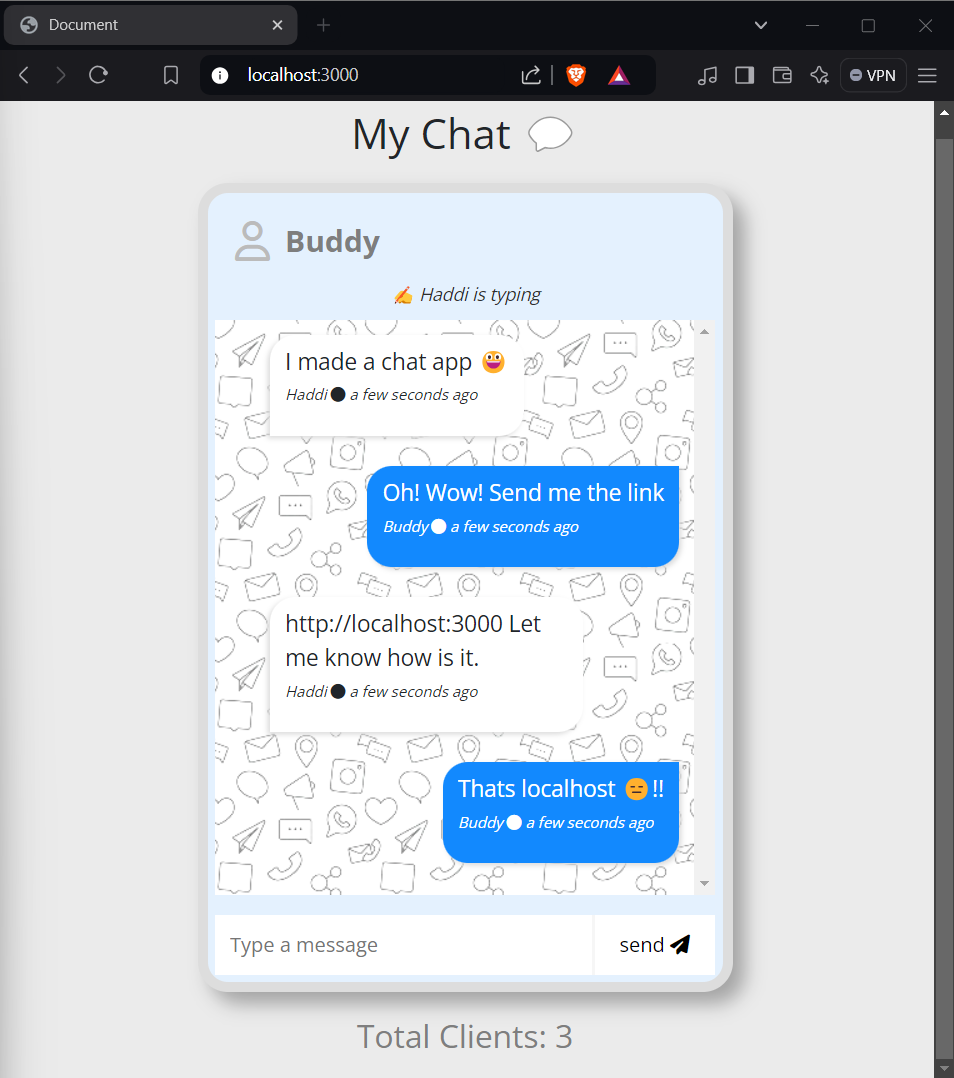 Document
localhost:3000
VPN
My Chat 💬
Buddy
✍️ Haddi is typing
I made a chat app 😃
Haddi ● a few seconds ago
Oh! Wow! Send me the link
Buddy ● a few seconds ago
http://localhost:3000 Let
me know how is it.
Haddi ● a few seconds ago
Thats localhost 😑!!
Buddy ● a few seconds ago
Type a message
send
Total Clients: 3